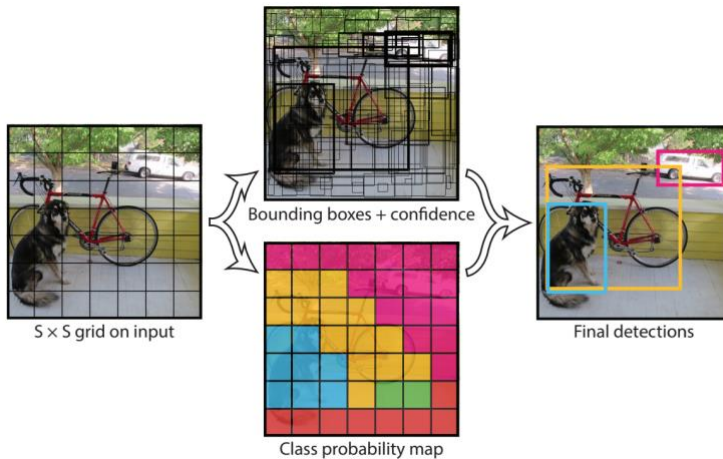 Bounding boxes + confidence
S × S grid on input
Final detections
Class probability map